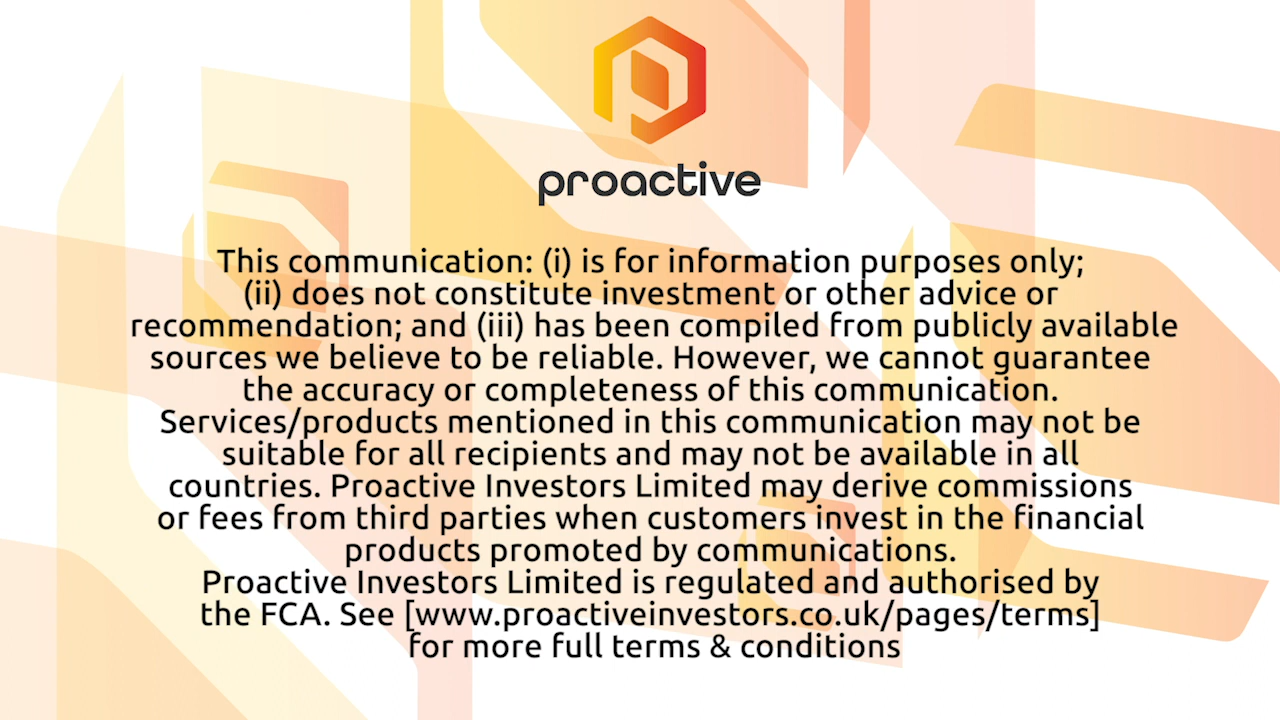 proactive
This communication: (i) is for information purposes only;
(ii) does not constitute investment or other advice or
recommendation; and (iii) has been compiled from publicly available
sources we believe to be reliable. However, we cannot guarantee
the accuracy or completeness of this communication.
Services/products mentioned in this communication may not be
suitable for all recipients and may not be available in all
countries. Proactive Investors Limited may derive commissions
or fees from third parties when customers invest in the financial
products promoted by communications.
Proactive Investors Limited is regulated and authorised by
the FCA. See [www.proactiveinvestors.co.uk/pages/terms]
for more full terms & conditions